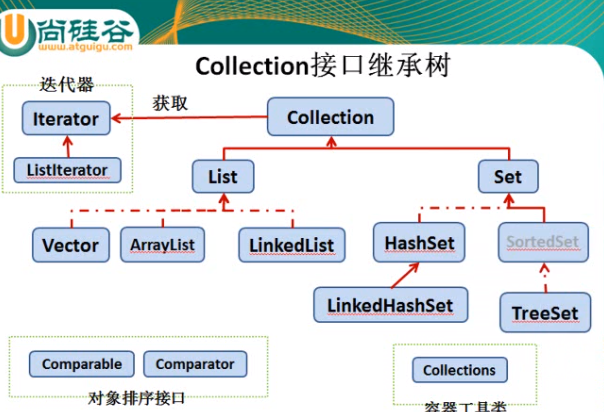 尚硅谷
www.atguigu.com
Collection接口继承树
迭代器
Iterator
获取
Collection
ListIterator
List
Set
Vector
ArrayList
LinkedList
HashSet
SortedSet
LinkedHashSet
TreeSet
Comparable
Comparator
Collections
对象排序接口
容器工具类